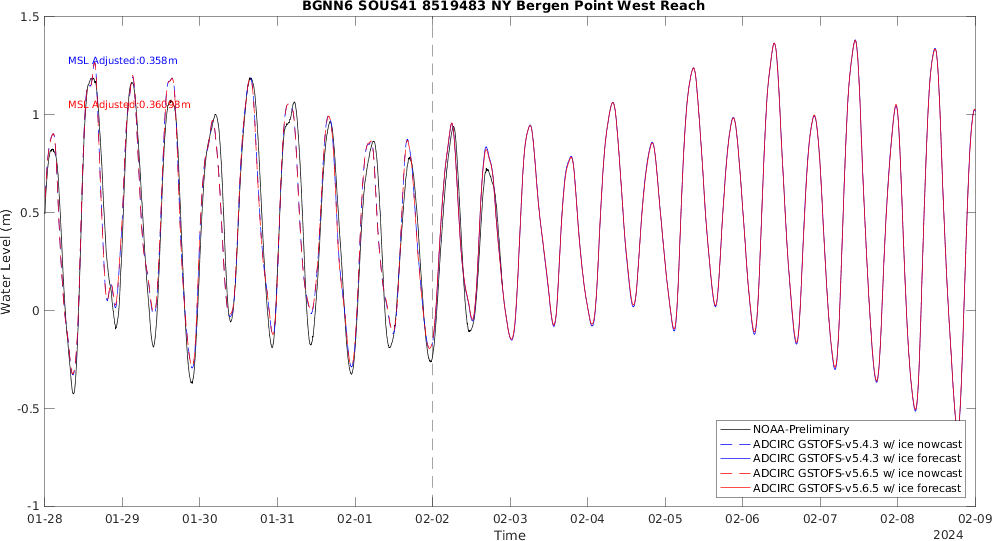 BGNN6 SOUS41 8519483 NY Bergen Point West Reach
1.5
1
0.5
0
-0.5
-1
Water Level (m)
MSL Adjusted:0.358m
MSL Adjusted:0.36093m
NOAA-Preliminary
ADCIRC GSTOFS-v5.4.3 w/ ice nowcast
ADCIRC GSTOFS-v5.4.3 w/ ice forecast
ADCIRC GSTOFS-v5.6.5 w/ ice nowcast
ADCIRC GSTOFS-v5.6.5 w/ ice forecast
01-28 01-29 01-30 01-31 02-01 02-02 02-03 02-04 02-05 02-06 02-07 02-08 02-09
Time
2024